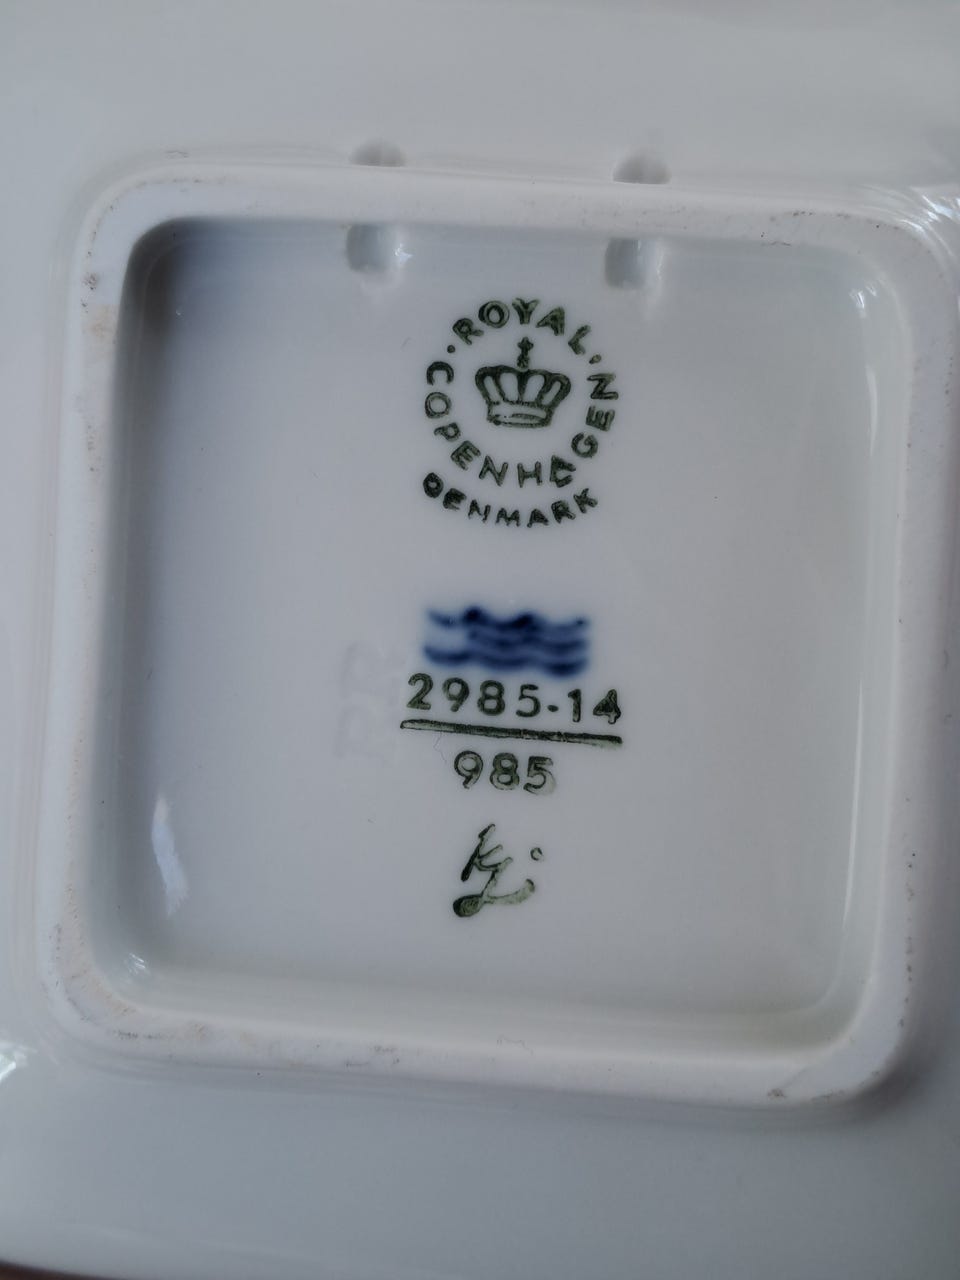 ROYAL
COPENHAGEN
DENMARK
2985-14
985